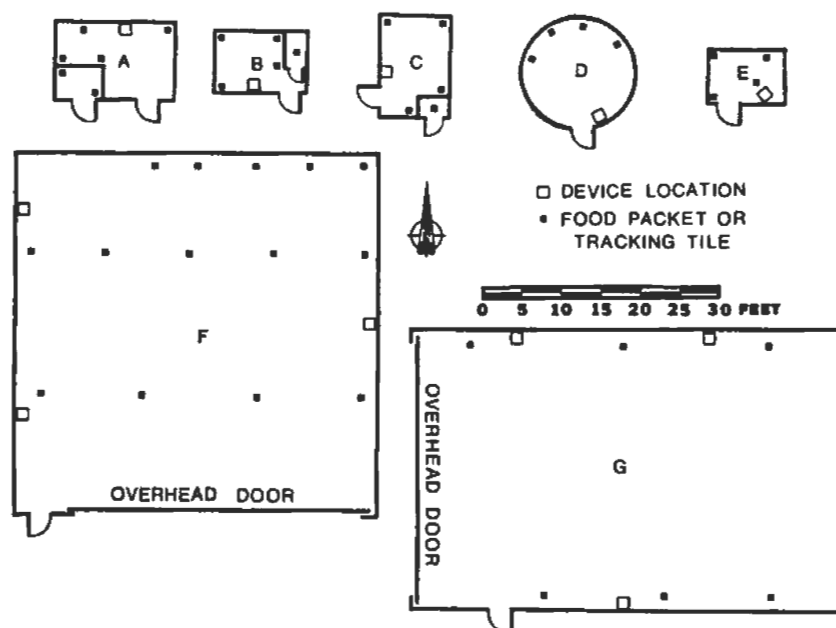 A
B
C
D
E
DEVICE LOCATION
FOOD PACKET OR
TRACKING TILE
0 5 10 15 20 25 30 FEET
F
OVERHEAD DOOR
OVERHEAD DOOR
G